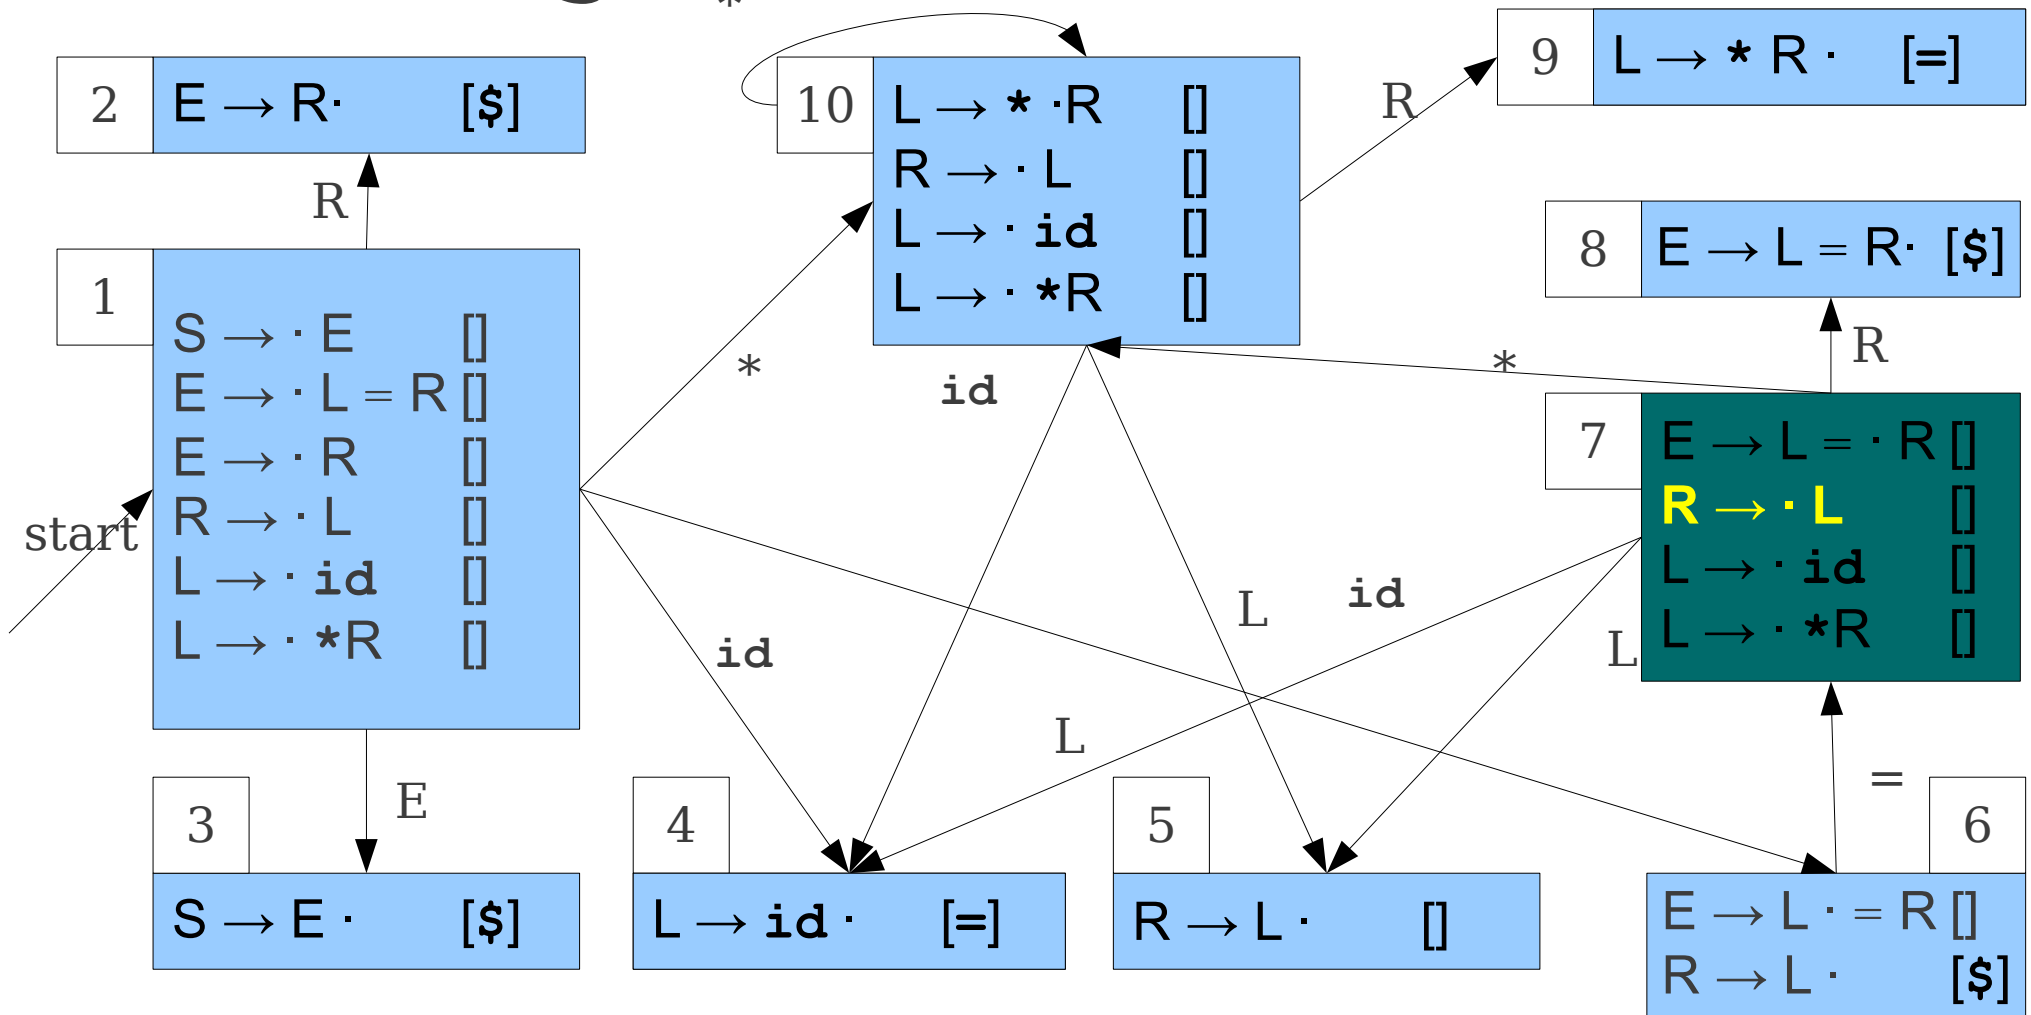 *
2
E → R· [$]
R
1
S → · E []
E → · L = R []
E → · R []
R → · L []
L → · id []
L → · *R []
start
E
3
S → E · [$]
10
L → * ·R []
R → · L []
L → · id []
L → · *R []
*
id
id
L
L
id
*
R
9
L → * R · [=]
8
E → L = R· [$]
R
7
E → L = · R []
R → · L []
L → · id []
L → · *R []
L
=
4
L → id · [=]
5
R → L · []
6
E → L · = R []
R → L · [$]